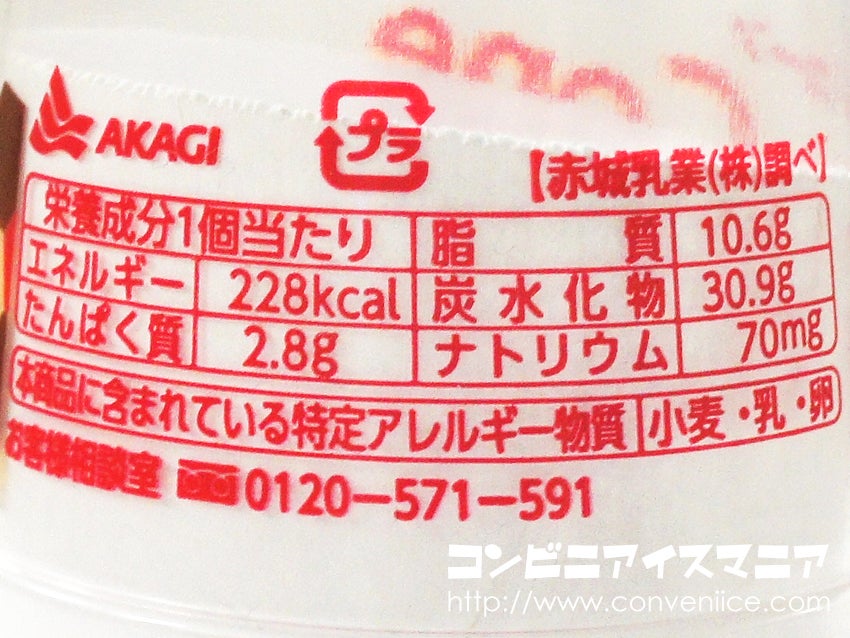 AKAGI
プラ
【赤城乳業(株)調べ】
栄養成分1個当たり 脂質 10.6g
エネルギー 228kcal 炭水化物 30.9g
たんぱく質 2.8g ナトリウム 70mg
本商品に含まれている特定アレルギー物質 小麦・乳・卵
お客様相談室 0120-571-591
コンビニアイスマニア
http://www.conveniice.com/